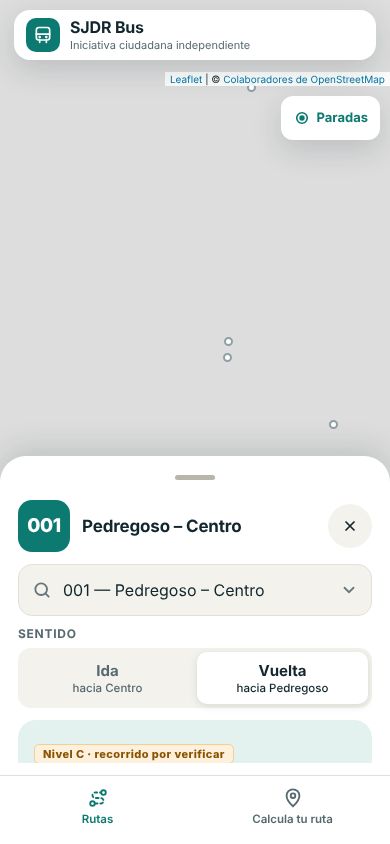 SJDR Bus
Iniciativa ciudadana independiente
Leaflet | © Colaboradores de OpenStreetMap
Paradas
001
Pedregoso – Centro
001 — Pedregoso – Centro
SENTIDO
Ida
hacia Centro
Vuelta
hacia Pedregoso
Nivel C · recorrido por verificar
Rutas
Calcula tu ruta